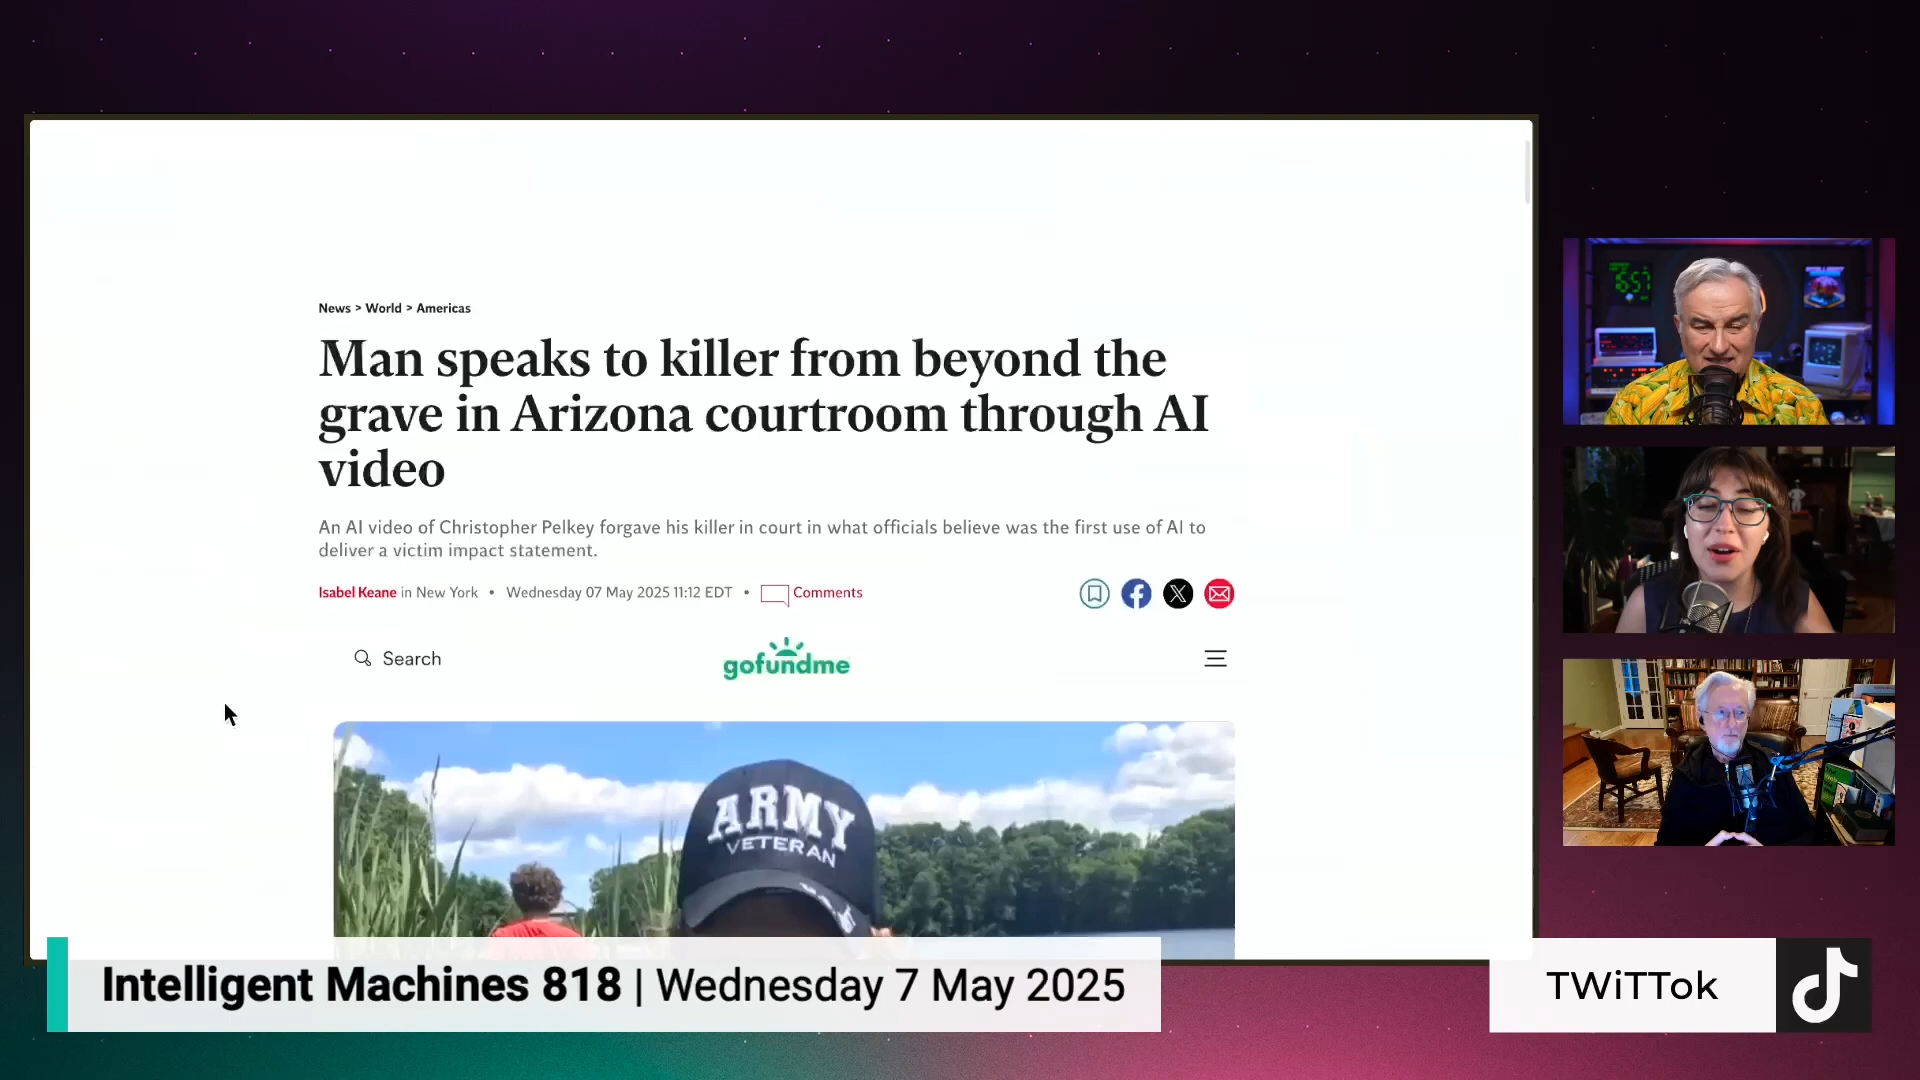 News > World > Americas
Man speaks to killer from beyond the
grave in Arizona courtroom through AI
video
An AI video of Christopher Pelkey forgave his killer in court in what officials believe was the first use of AI to
deliver a victim impact statement.
Isabel Keane in New York • Wednesday 07 May 2025 11:12 EDT • Comments
Search
gofundme
ARMY
VETERAN
16:57
Intelligent Machines 818 | Wednesday 7 May 2025
TWiTTok